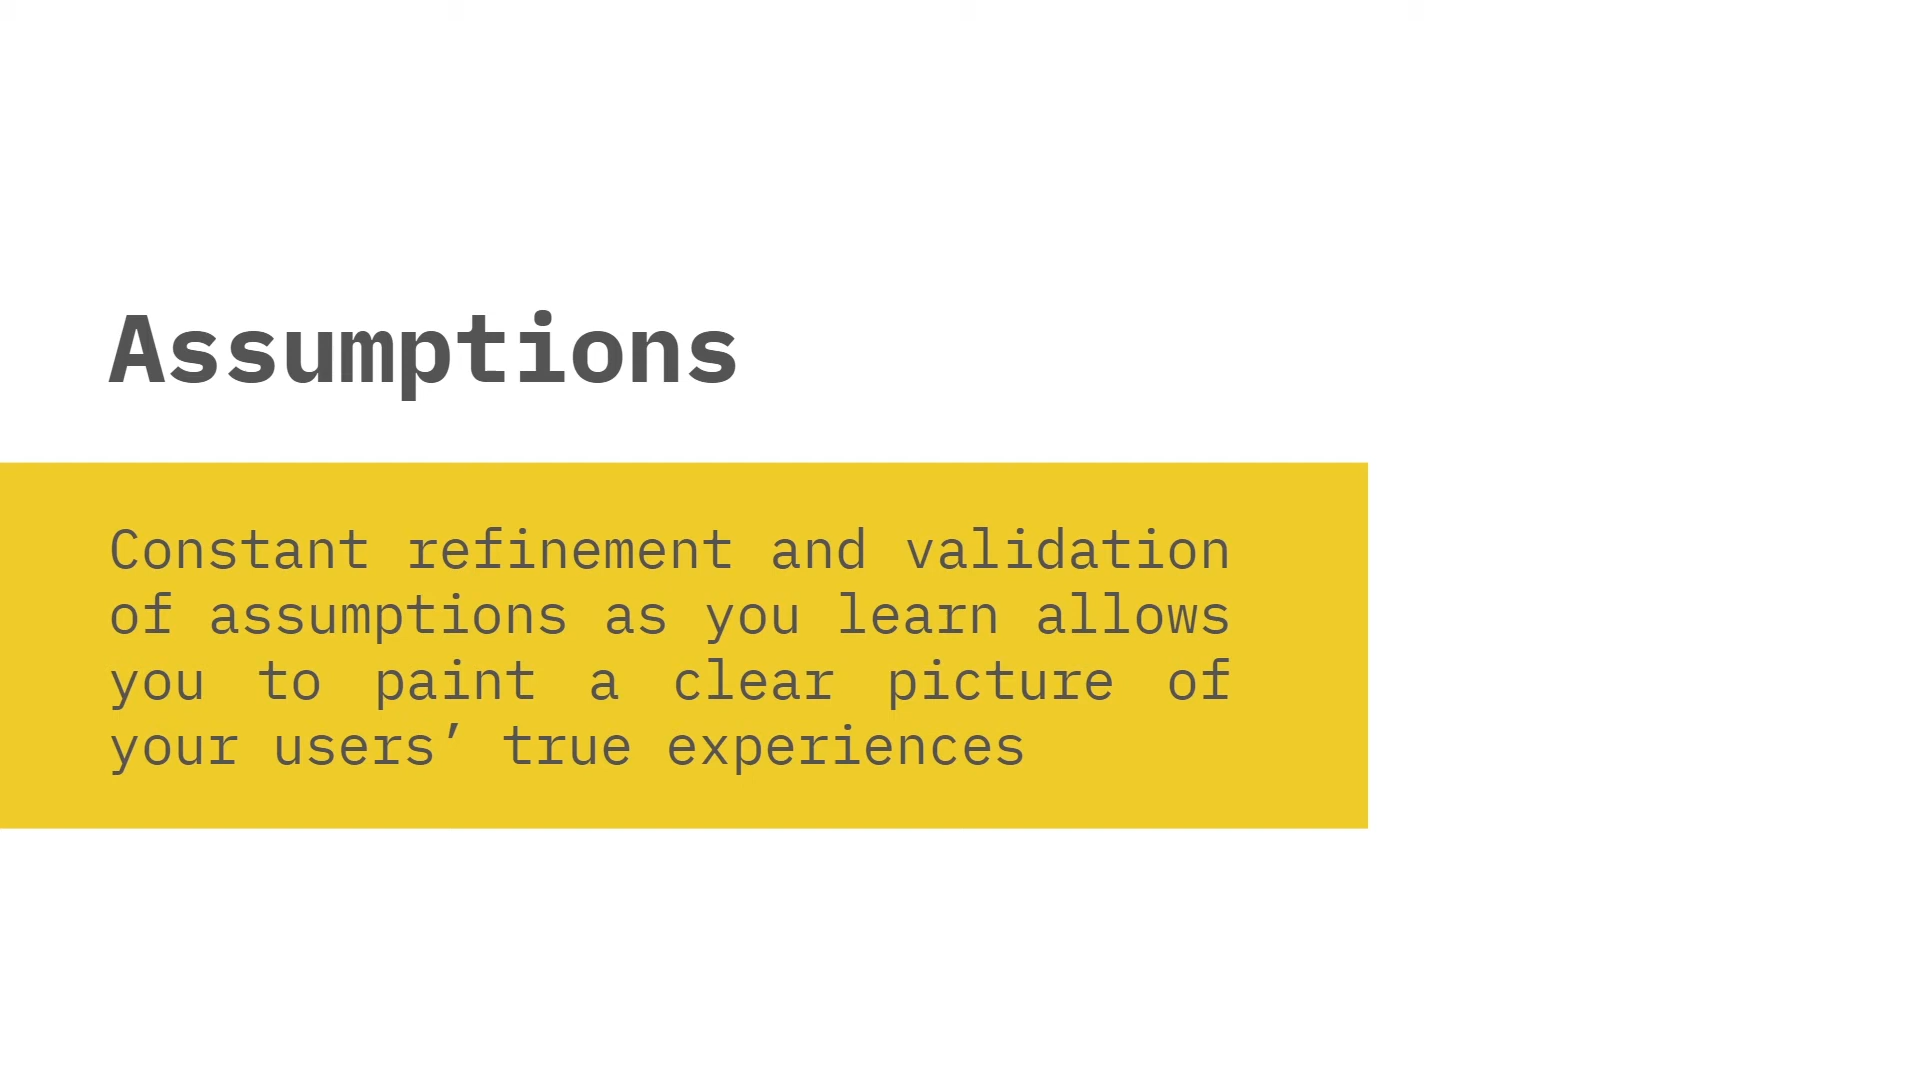 Assumptions
Constant refinement and validation
of assumptions as you learn allows
you to paint a clear picture of
your users’ true experiences